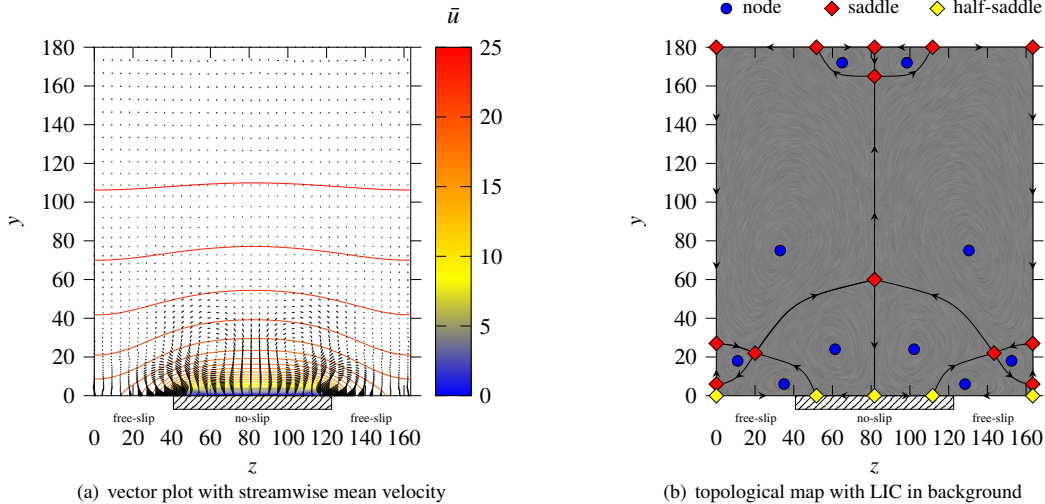 ū
node saddle half-saddle
180
160
140
120
100
80
60
40
20
0
y
25
20
15
10
5
0
180
160
140
120
100
80
60
40
20
0
y
free-slip no-slip free-slip
0 20 40 60 80 100 120 140 160
z
free-slip no-slip free-slip
0 20 40 60 80 100 120 140 160
z
(a) vector plot with streamwise mean velocity
(b) topological map with LIC in background